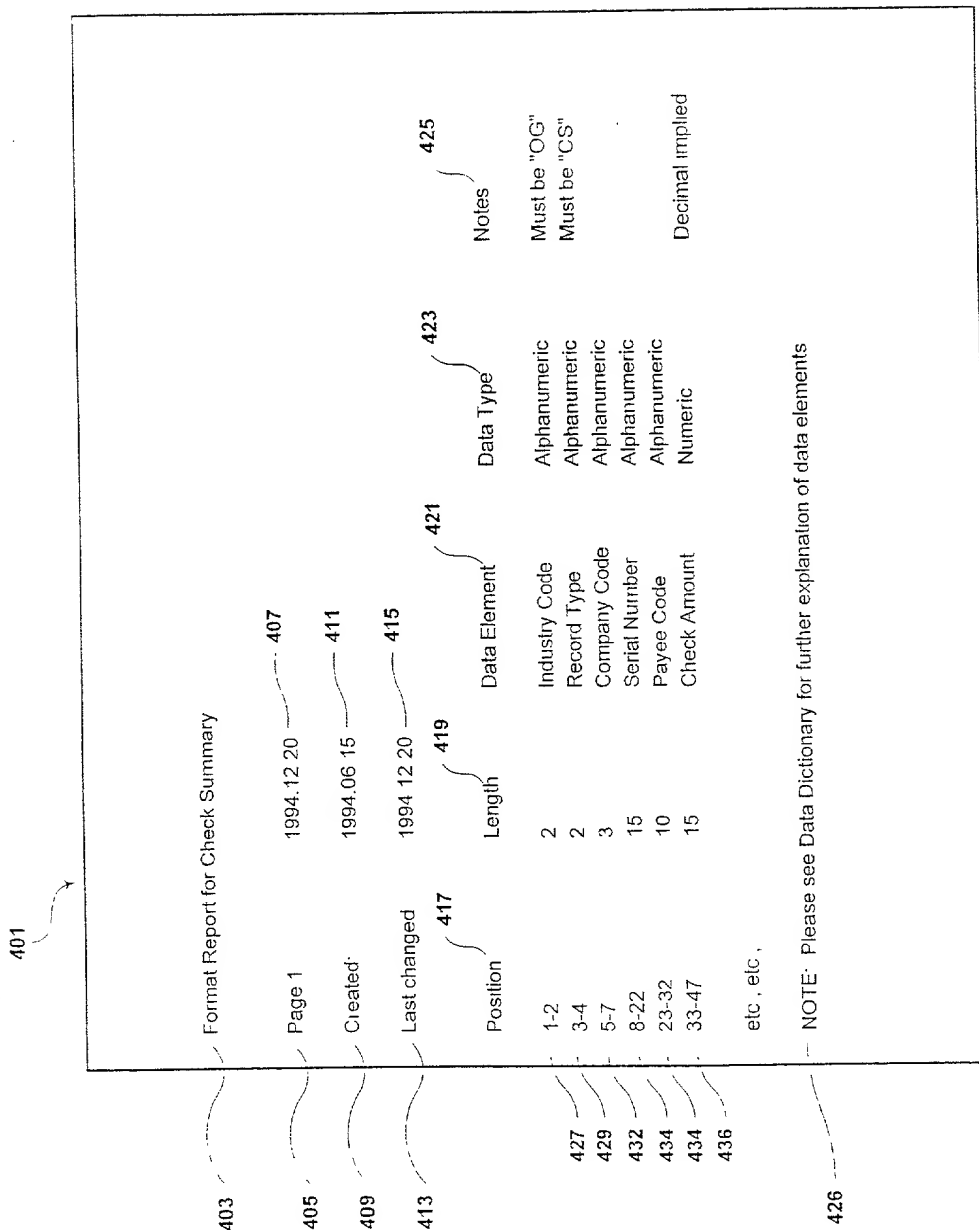 401
403 Format Report for Check Summary
405 Page 1 1994.12 20 407
409 Created· 1994.06 15 411
413 Last changed 1994 12 20 415
417 419 421 423 425
Position Length Data Element Data Type Notes
427 1-2 2 Industry Code Alphanumeric Must be "OG"
429 3-4 2 Record Type Alphanumeric Must be "CS"
432 5-7 3 Company Code Alphanumeric
434 8-22 15 Serial Number Alphanumeric
434 23-32 10 Payee Code Alphanumeric
436 33-47 15 Check Amount Numeric Decimal implied
etc , etc ,
426 NOTE· Please see Data Dictionary for further explanation of data elements